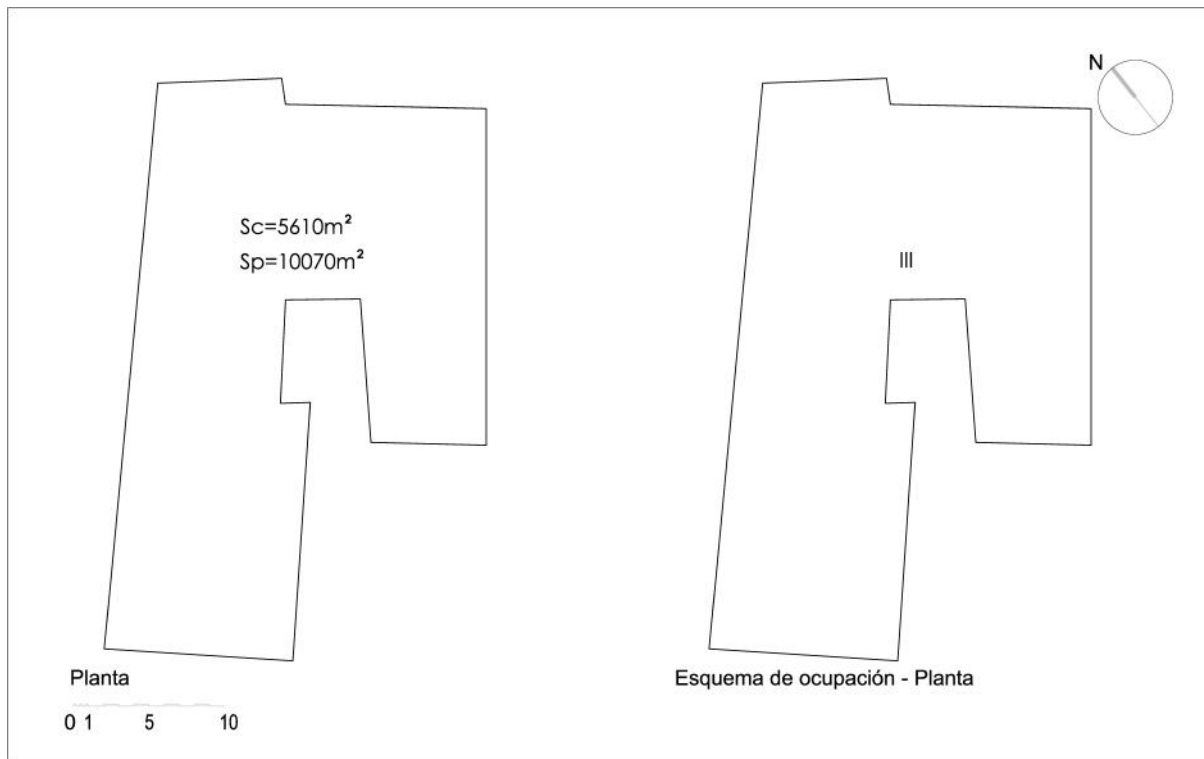 N
Sc=5610m²
Sp=10070m²
III
Planta
Esquema de ocupación - Planta
0 1 5 10